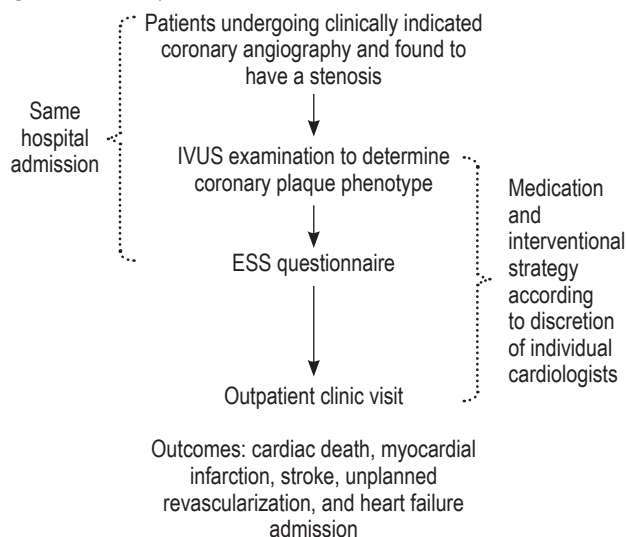 Patients undergoing clinically indicated
coronary angiography and found to
have a stenosis
Same
hospital
admission
IVUS examination to determine
coronary plaque phenotype
Medication
and
interventional
strategy
according
to discretion
of individual
cardiologists
ESS questionnaire
Outpatient clinic visit
Outcomes: cardiac death, myocardial
infarction, stroke, unplanned
revascularization, and heart failure
admission